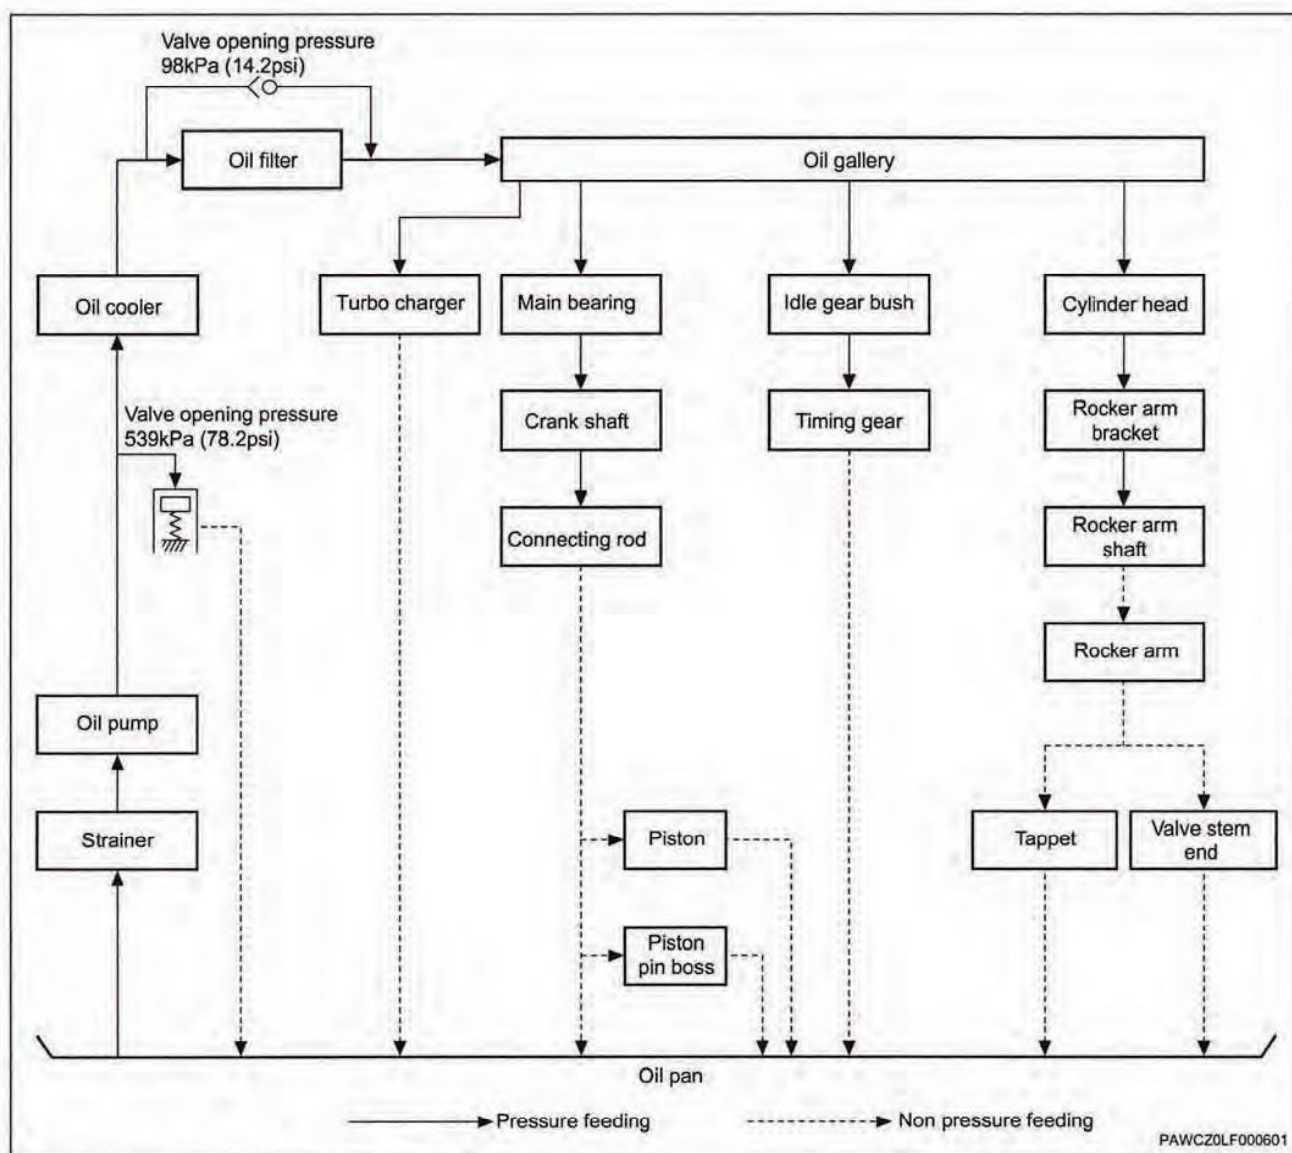 Valve opening pressure
98kPa (14.2psi)
Oil filter
Oil gallery
Oil cooler
Turbo charger
Main bearing
Idle gear bush
Cylinder head
Valve opening pressure
539kPa (78.2psi)
Crank shaft
Timing gear
Rocker arm
bracket
Connecting rod
Rocker arm
shaft
Rocker arm
Oil pump
Strainer
Piston
Tappet
Valve stem
end
Piston
pin boss
Oil pan
Pressure feeding
Non pressure feeding
PAWCZ0LF000601